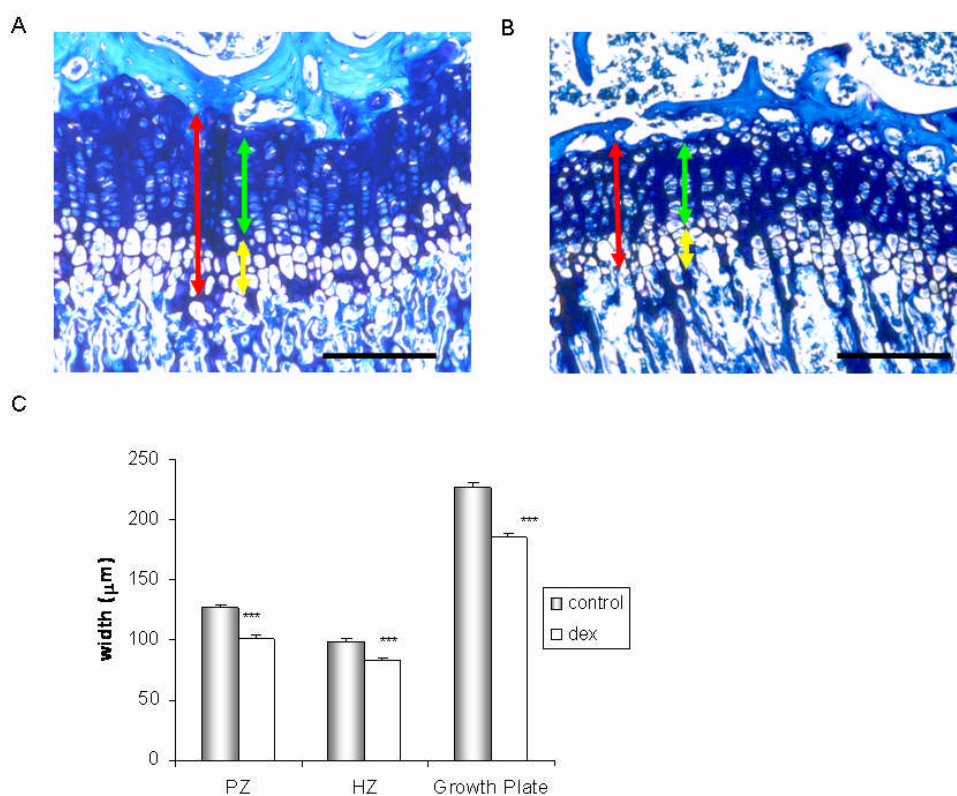 A
B
C
250
200
150
100
50
0
width (µm)
***
***
***
PZ
HZ
Growth Plate
control
dex